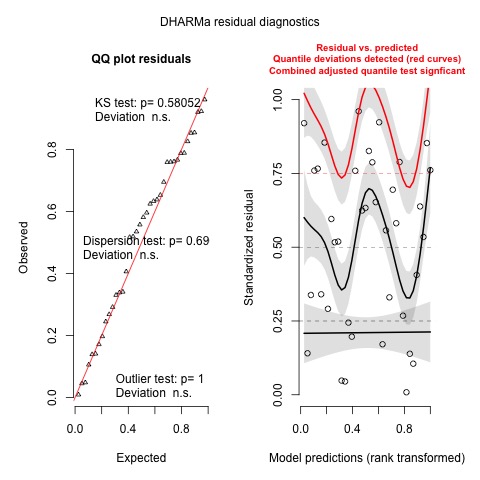 DHARMa residual diagnostics
QQ plot residuals
KS test: p= 0.58052
Deviation n.s.
Dispersion test: p= 0.69
Deviation n.s.
Outlier test: p= 1
Deviation n.s.
Observed
0.0
0.2
0.4
0.6
0.8
0.0
0.4
0.8
Expected
Residual vs. predicted
Quantile deviations detected (red curves)
Combined adjusted quantile test signficant
Standardized residual
0.00
0.25
0.50
0.75
1.00
0.0
0.4
0.8
Model predictions (rank transformed)